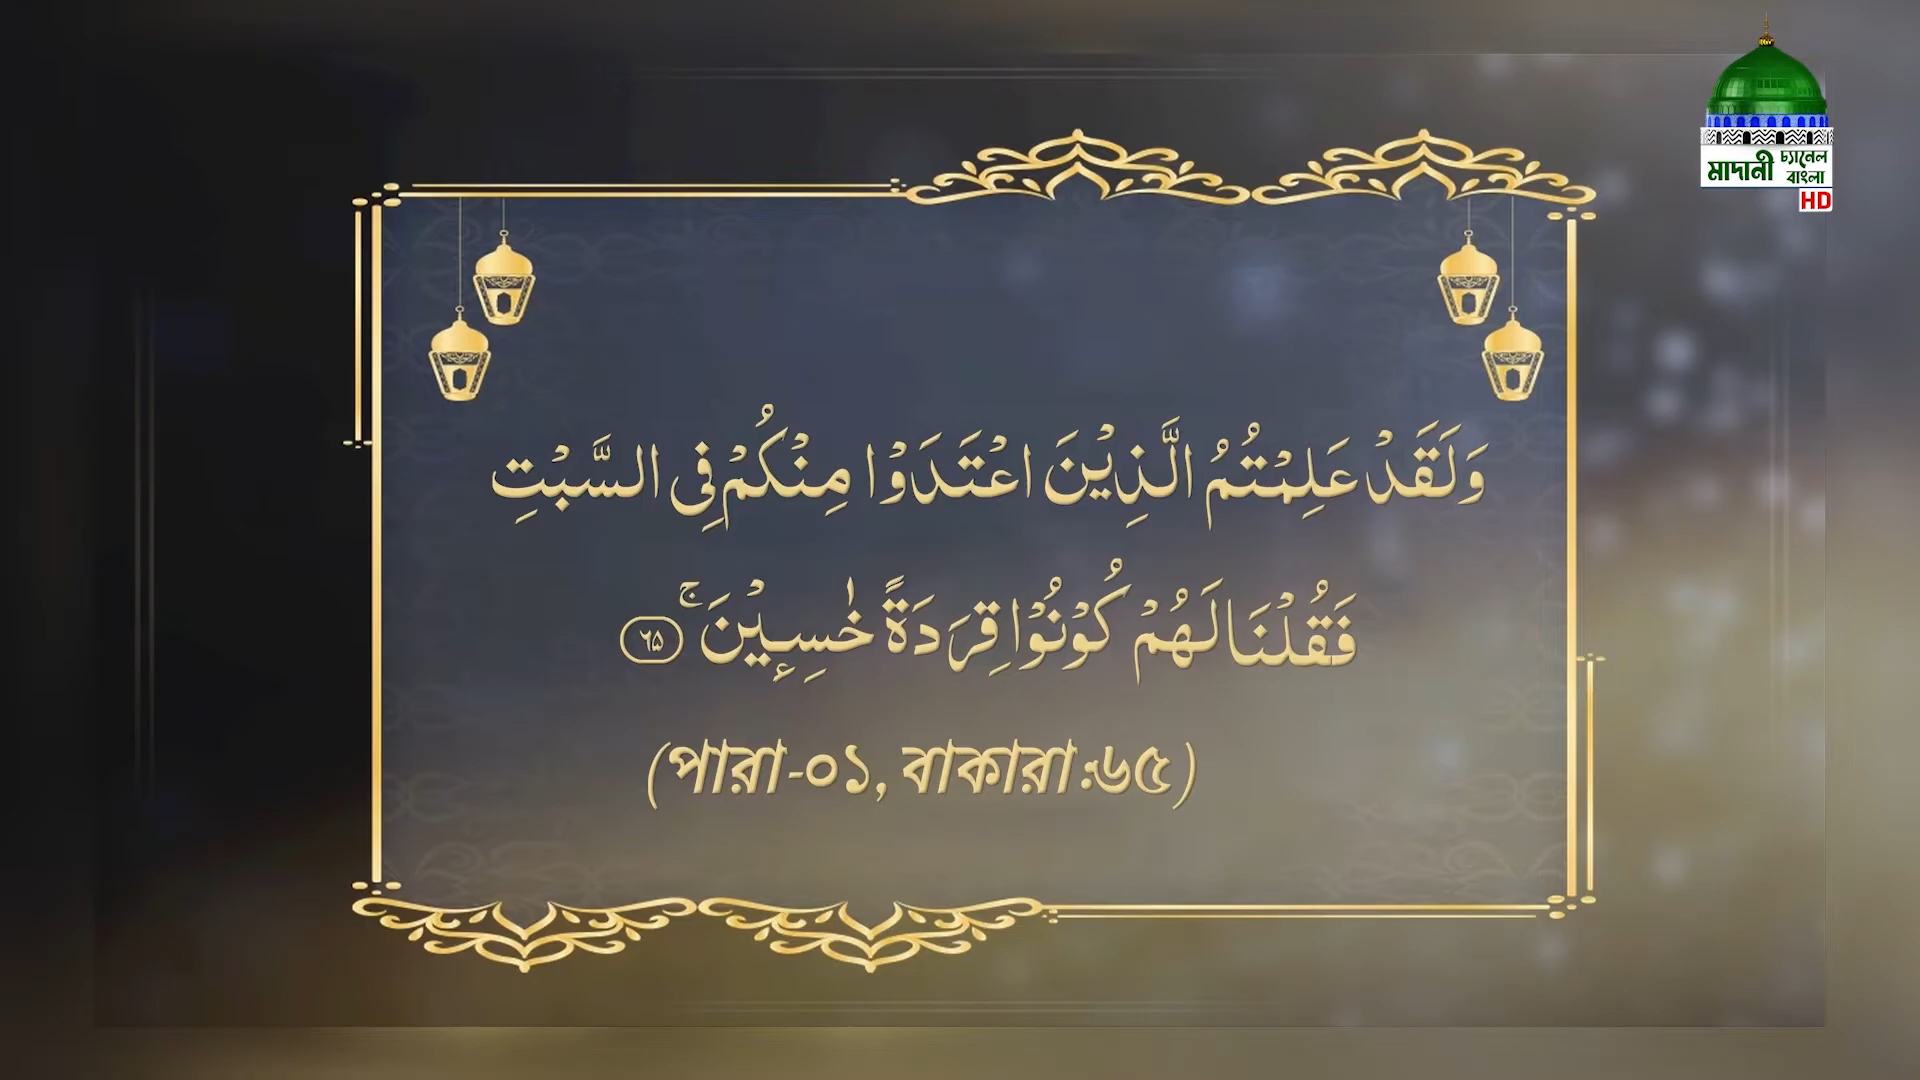 মাদানী চ্যানেল বাংলা
HD
وَلَقَدْ عَلِمْتُمُ الَّذِيْنَ اعْتَدَوْا مِنْكُمْ فِى السَّبْتِ
فَقُلْنَا لَهُمْ كُوْنُوْا قِرَدَةً خٰسِـِٕيْنَۚ ٦٥
(পারা-০১, বাকারা:৬৫)